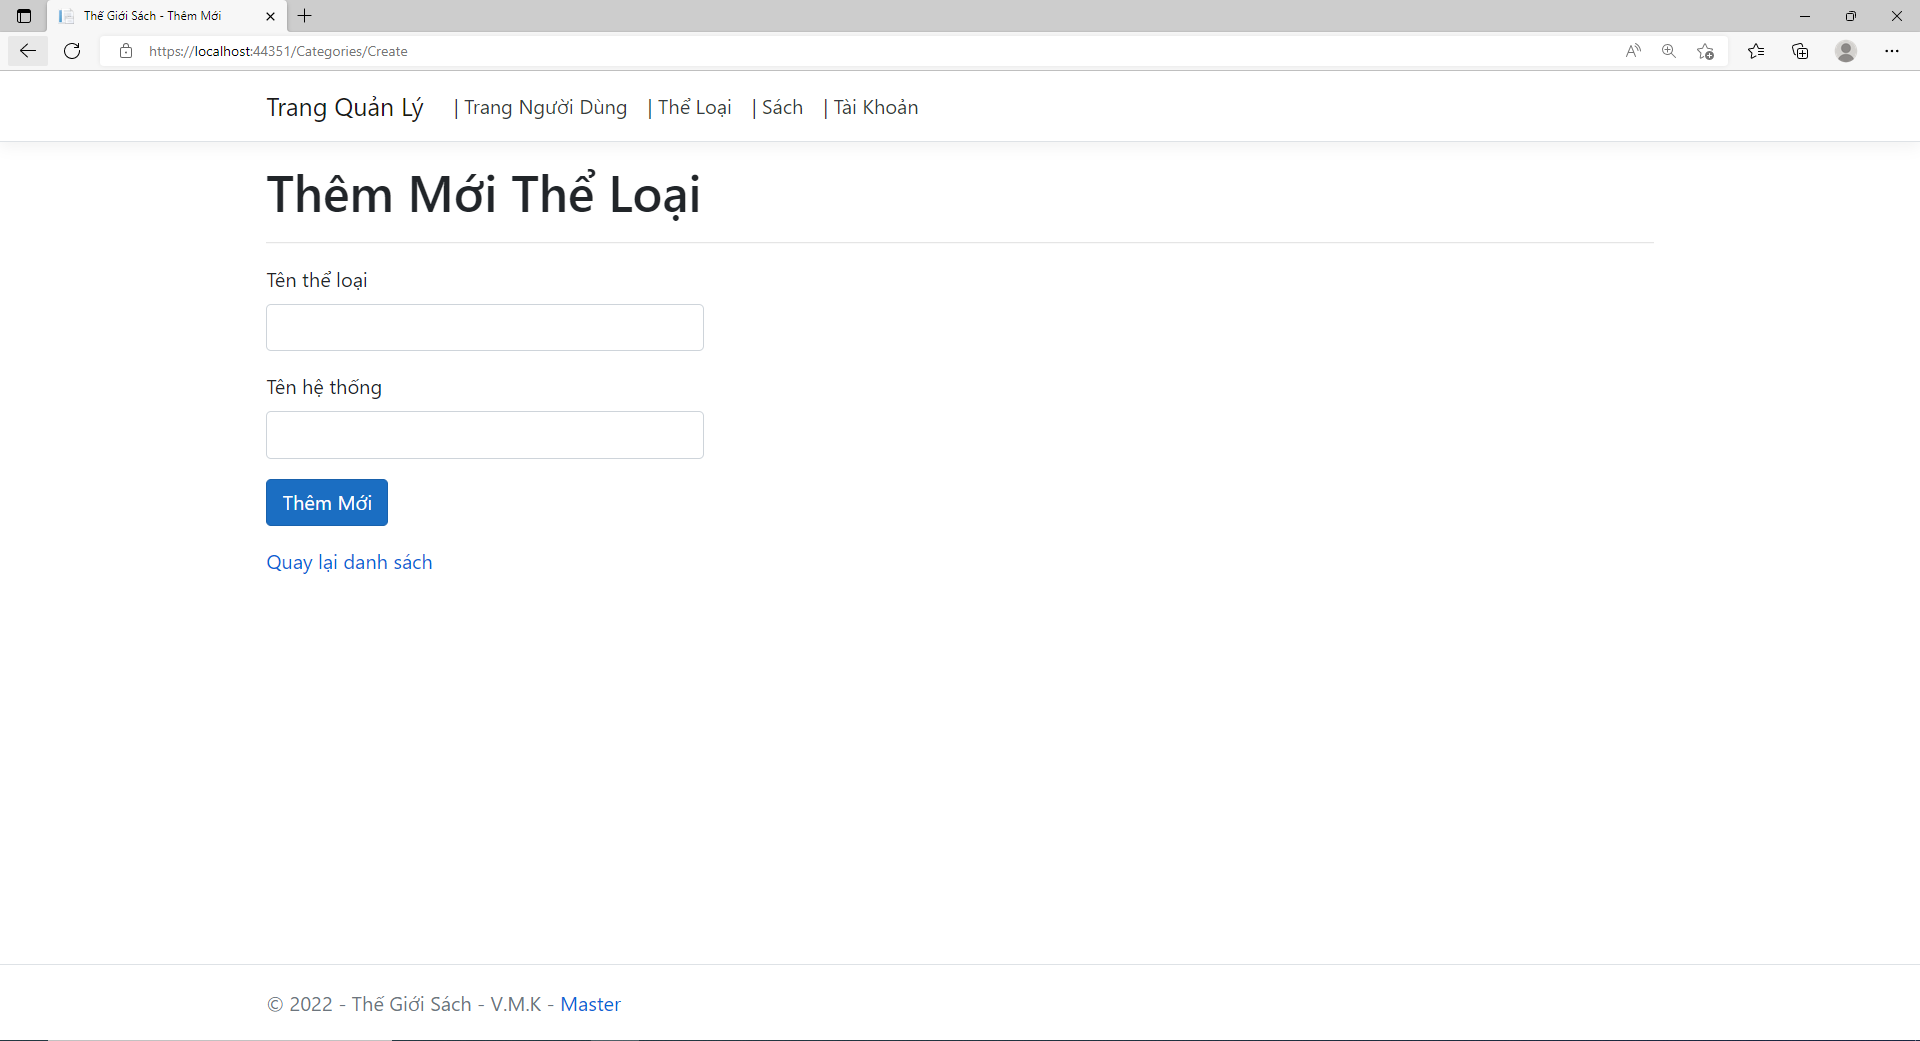 Thế Giới Sách - Thêm Mới
https://localhost:44351/Categories/Create
Trang Quản Lý | Trang Người Dùng | Thể Loại | Sách | Tài Khoản
Thêm Mới Thể Loại
Tên thể loại
Tên hệ thống
Thêm Mới
Quay lại danh sách
© 2022 - Thế Giới Sách - V.M.K - Master